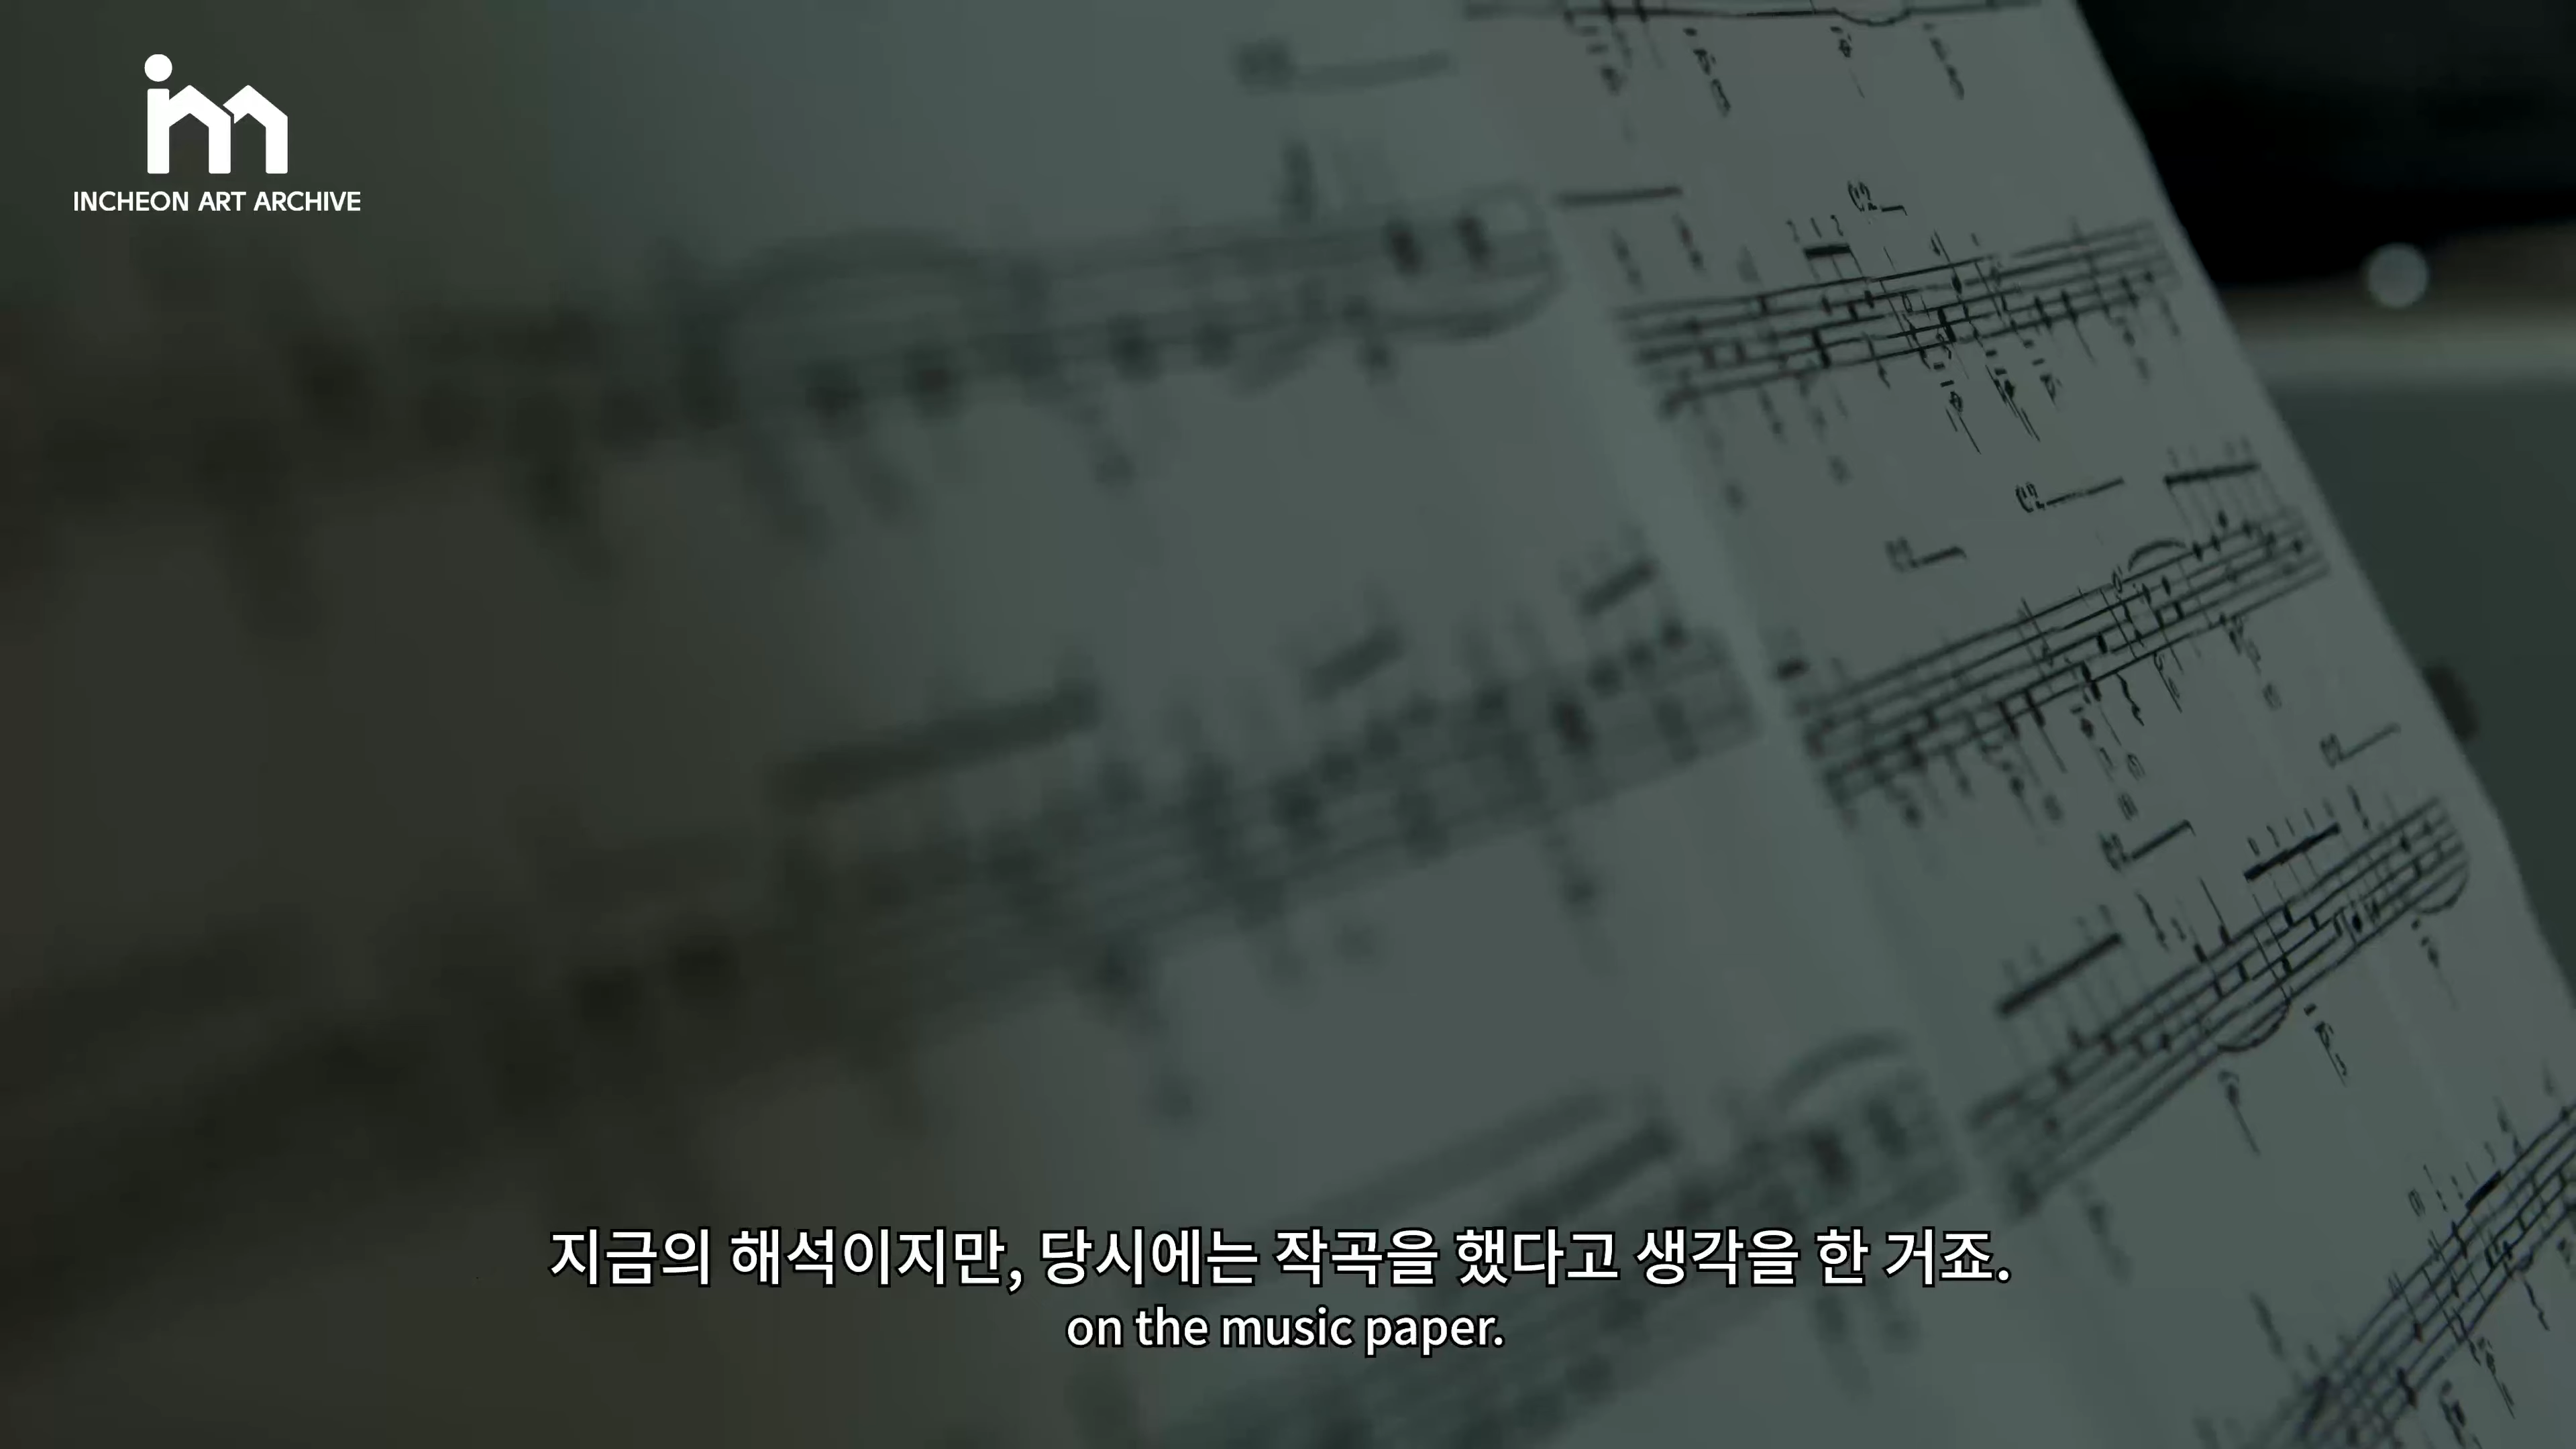 INCHEON ART ARCHIVE
지금의 해석이지만, 당시에는 작곡을 했다고 생각을 한 거죠.
on the music paper.